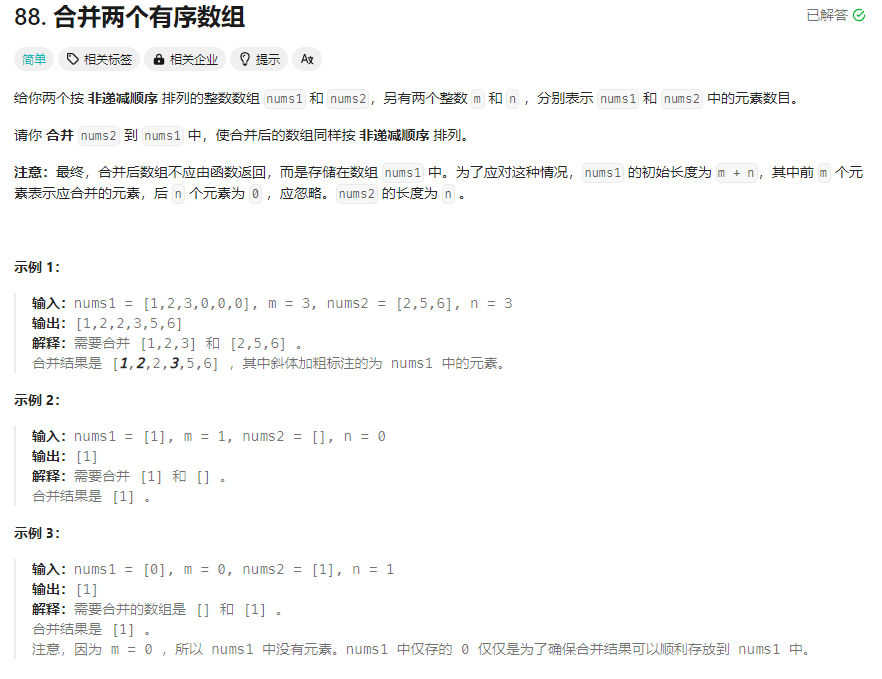 88. 合并两个有序数组
已解答
简单 相关标签 相关企业 提示 Aʐ
给你两个按 非递减顺序 排列的整数数组 nums1 和 nums2，另有两个整数 m 和 n ，分别表示 nums1 和 nums2 中的元素数目。
请你 合并 nums2 到 nums1 中，使合并后的数组同样按 非递减顺序 排列。
注意：最终，合并后数组不应由函数返回，而是存储在数组 nums1 中。为了应对这种情况，nums1 的初始长度为 m + n，其中前 m 个元
素表示应合并的元素，后 n 个元素为 0 ，应忽略。nums2 的长度为 n 。
示例 1：
输入：nums1 = [1,2,3,0,0,0], m = 3, nums2 = [2,5,6], n = 3
输出：[1,2,2,3,5,6]
解释：需要合并 [1,2,3] 和 [2,5,6] 。
合并结果是 [1,2,2,3,5,6] ，其中斜体加粗标注的为 nums1 中的元素。
示例 2：
输入：nums1 = [1], m = 1, nums2 = [], n = 0
输出：[1]
解释：需要合并 [1] 和 [] 。
合并结果是 [1] 。
示例 3：
输入：nums1 = [0], m = 0, nums2 = [1], n = 1
输出：[1]
解释：需要合并的数组是 [] 和 [1] 。
合并结果是 [1] 。
注意，因为 m = 0 ，所以 nums1 中没有元素。nums1 中仅存的 0 仅仅是为了确保合并结果可以顺利存放到 nums1 中。